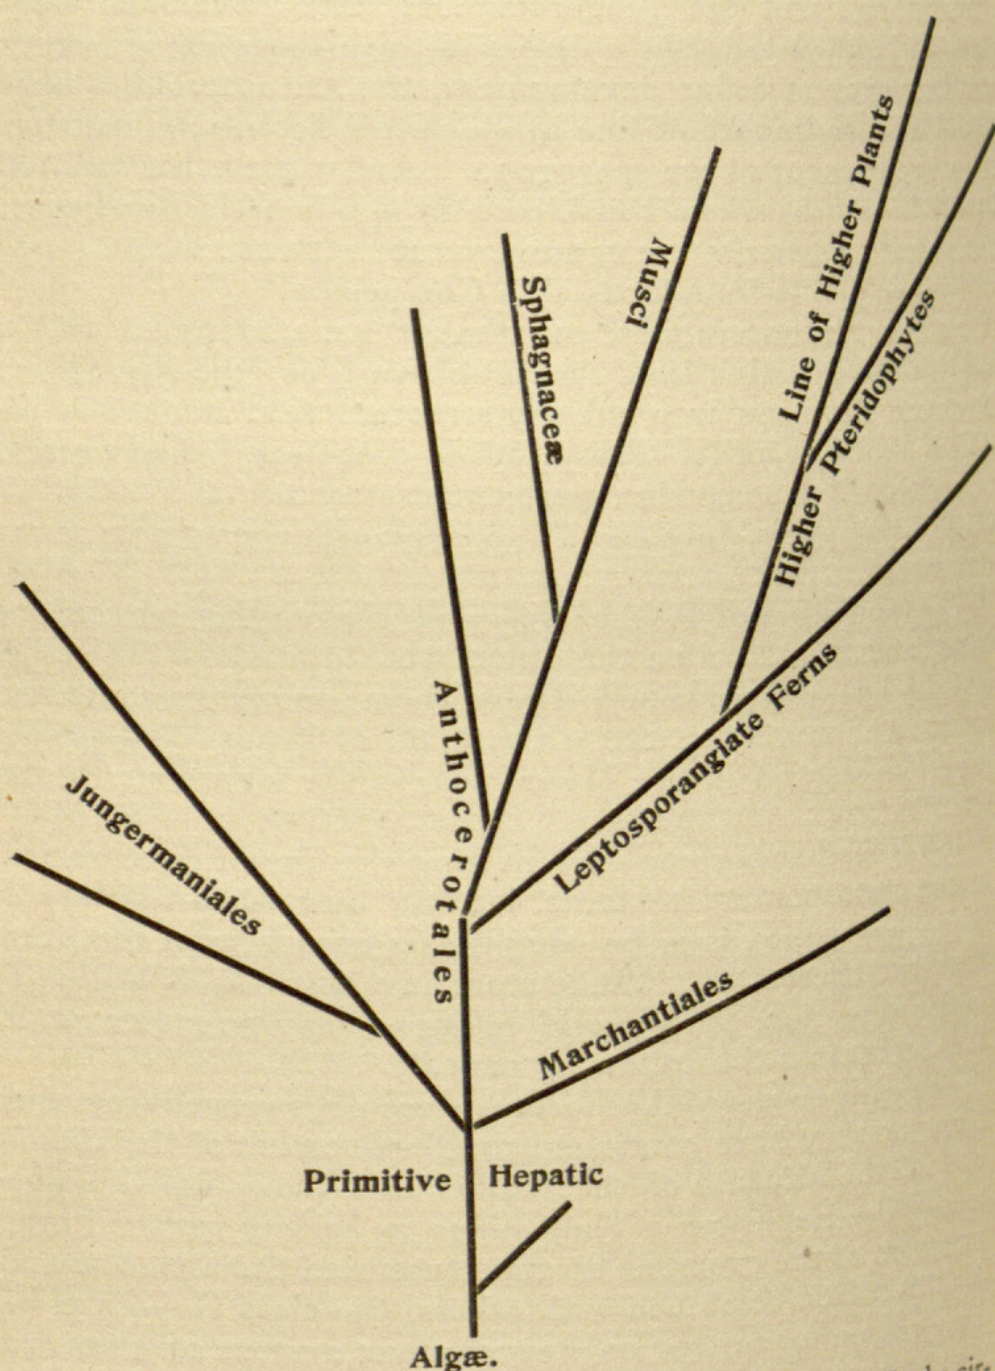 Line of Higher Plants
Musci
Sphagnaceæ
Higher Pteridophytes
Leptosporangiate Ferns
Anthocerotales
Jungermaniales
Marchantiales
Primitive Hepatic
Algæ.